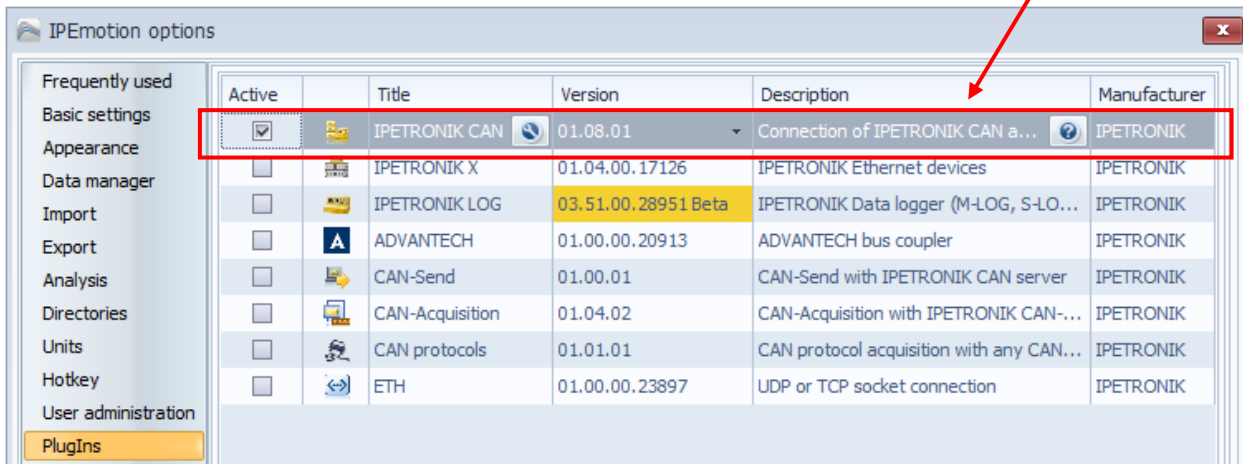 IPEmotion options
Frequently used
Basic settings
Appearance
Data manager
Import
Export
Analysis
Directories
Units
Hotkey
User administration
PlugIns
Active Title Version Description Manufacturer
IPETRONIK CAN 01.08.01 Connection of IPETRONIK CAN a... IPETRONIK
IPETRONIK X 01.04.00.17126 IPETRONIK Ethernet devices IPETRONIK
IPETRONIK LOG 03.51.00.28951 Beta IPETRONIK Data logger (M-LOG, S-LO... IPETRONIK
A ADVANTECH 01.00.00.20913 ADVANTECH bus coupler IPETRONIK
CAN-Send 01.00.01 CAN-Send with IPETRONIK CAN server IPETRONIK
CAN-Acquisition 01.04.02 CAN-Acquisition with IPETRONIK CAN-... IPETRONIK
CAN protocols 01.01.01 CAN protocol acquisition with any CAN... IPETRONIK
ETH 01.00.00.23897 UDP or TCP socket connection IPETRONIK